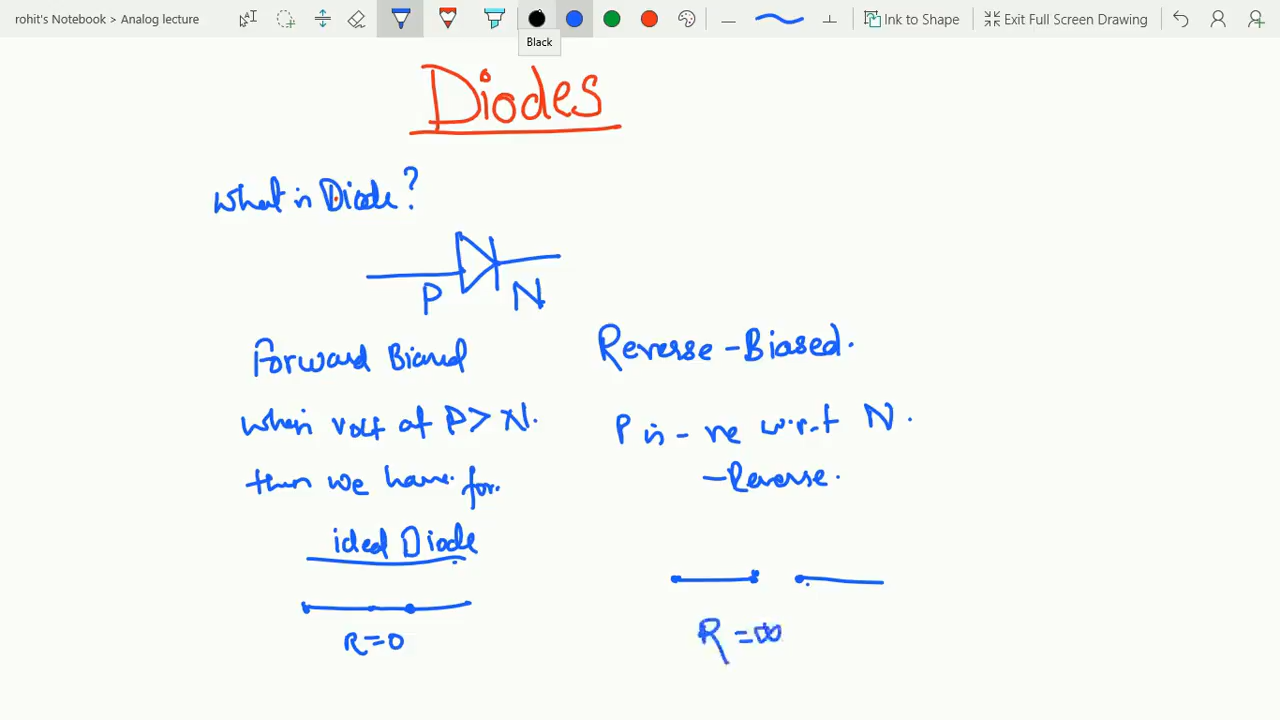 rohit's Notebook > Analog lecture
Ink to Shape
Exit Full Screen Drawing
Black
Diodes
What is Diode?
P N
Forward Biased
When volt at P > N.
then we have for.
ideal Diode
R=0
Reverse - Biased.
P is -ve w.r.t N.
- Reverse.
R = ∞